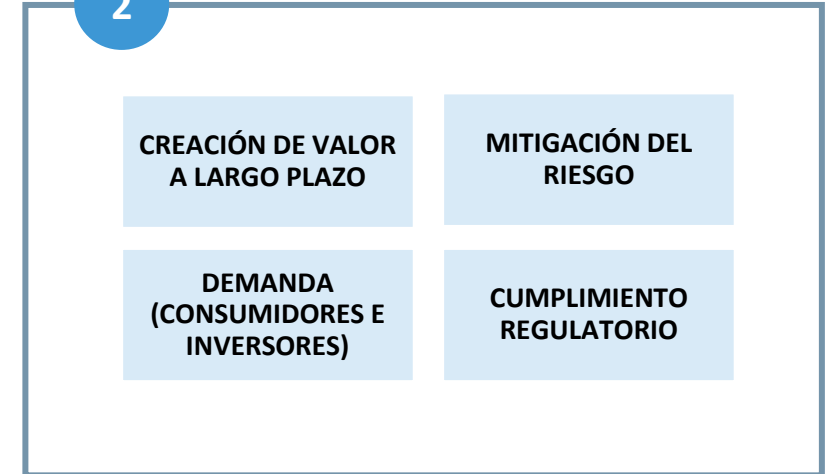 2
CREACIÓN DE VALOR
A LARGO PLAZO
MITIGACIÓN DEL
RIESGO
DEMANDA
(CONSUMIDORES E
INVERSORES)
CUMPLIMIENTO
REGULATORIO